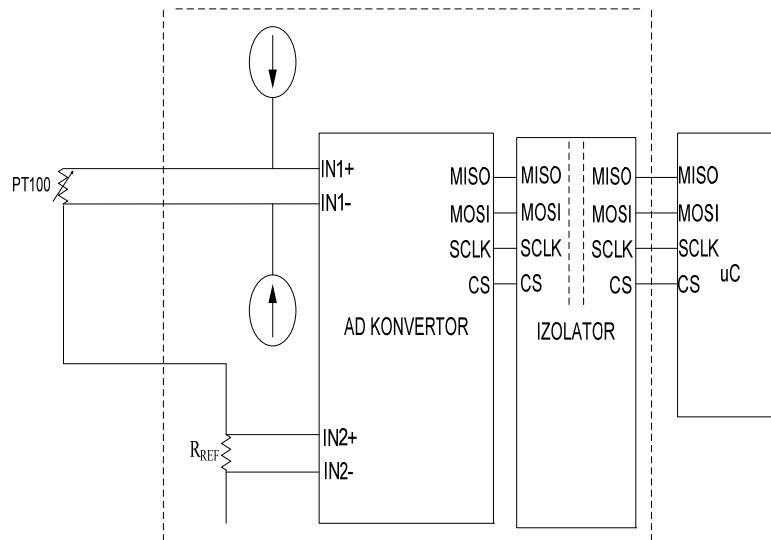 PT100
IN1+
IN1-
IN2+
IN2-
R_REF
AD KONVERTOR
MISO
MOSI
SCLK
CS
MISO
MOSI
SCLK
CS
IZOLATOR
MISO
MOSI
SCLK
CS
MISO
MOSI
SCLK
CS
uC